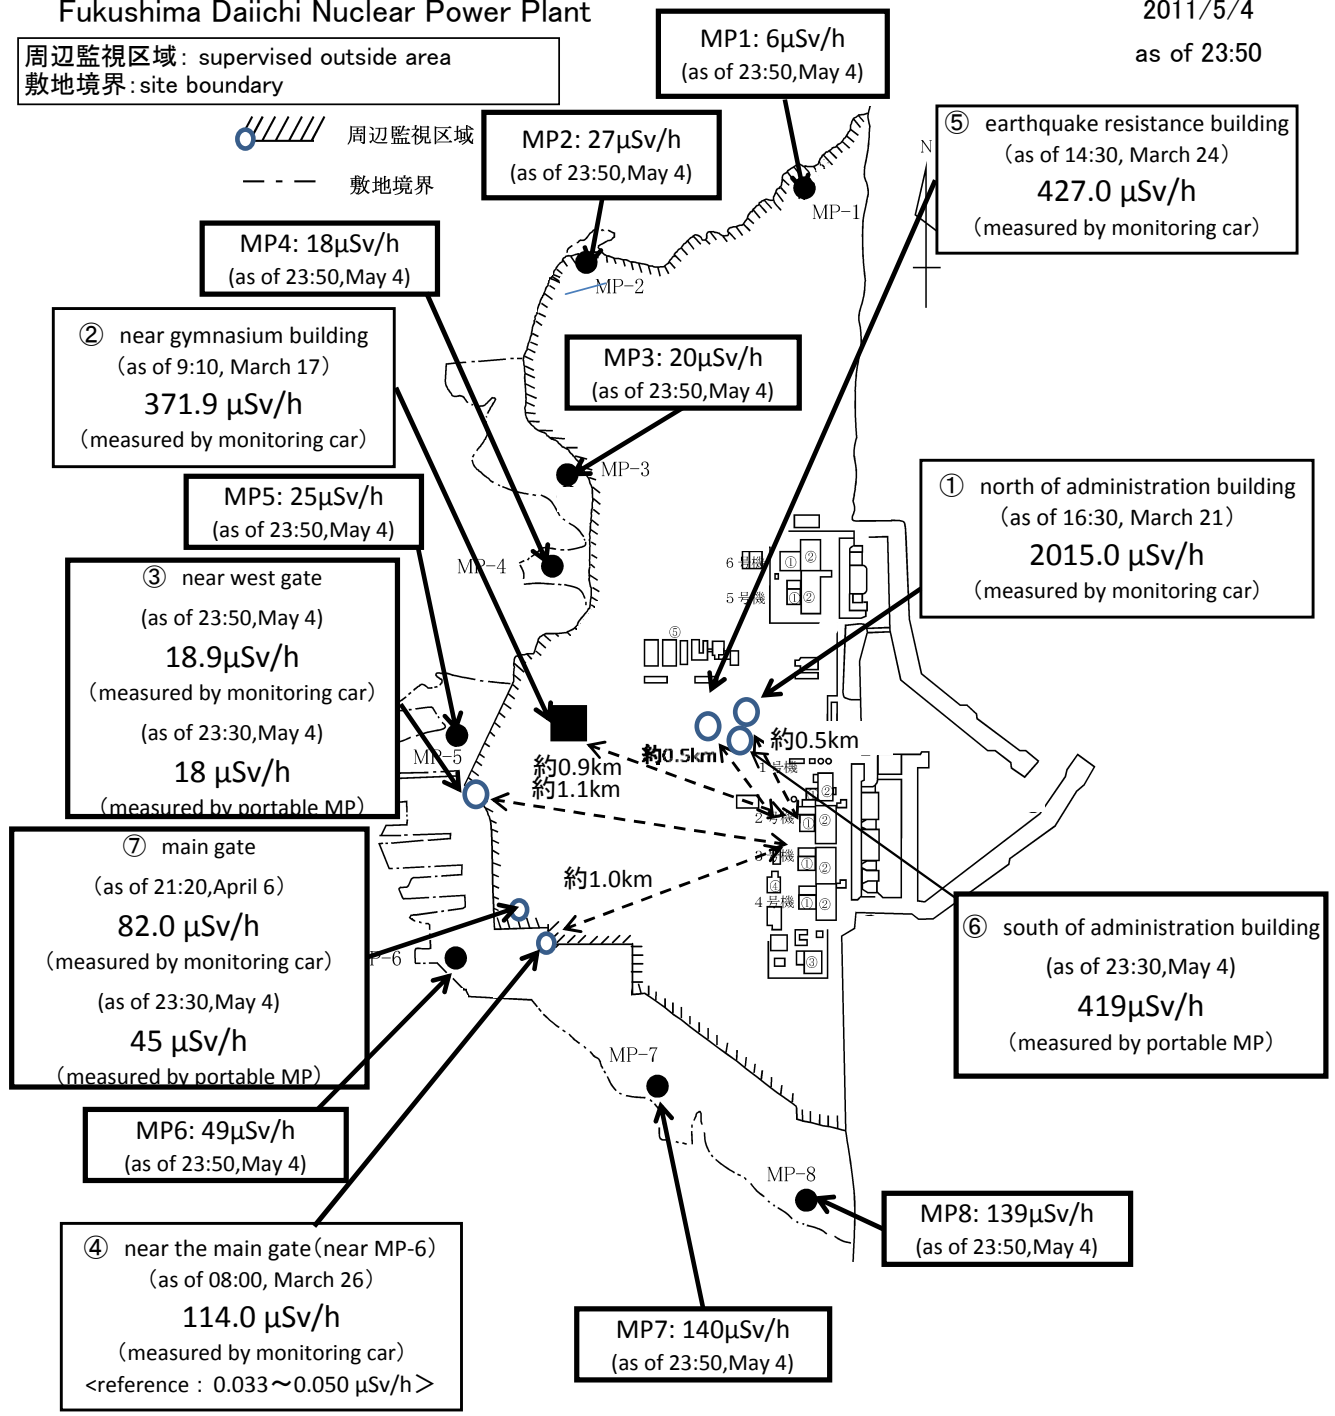 Fukushima Daiichi Nuclear Power Plant
2011/5/4
as of 23:50
周辺監視区域: supervised outside area
敷地境界:site boundary
周辺監視区域
敷地境界
MP1: 6μSv/h
(as of 23:50,May 4)
MP2: 27μSv/h
(as of 23:50,May 4)
⑤ earthquake resistance building
(as of 14:30, March 24)
427.0 μSv/h
(measured by monitoring car)
N
MP-1
MP4: 18μSv/h
(as of 23:50,May 4)
MP-2
② near gymnasium building
(as of 9:10, March 17)
371.9 μSv/h
(measured by monitoring car)
MP3: 20μSv/h
(as of 23:50,May 4)
MP-3
MP5: 25μSv/h
(as of 23:50,May 4)
① north of administration building
(as of 16:30, March 21)
2015.0 μSv/h
(measured by monitoring car)
MP-4
6号機
① ②
5号機
① ②
③ near west gate
(as of 23:50,May 4)
18.9μSv/h
(measured by monitoring car)
(as of 23:30,May 4)
18 μSv/h
(measured by portable MP)
⑤
MP-5
約0.9km
約1.1km
約0.5km
約0.5km
1号機
②
2号機
① ②
3号機
① ②
④
4号機
① ②
③
約1.0km
⑦ main gate
(as of 21:20,April 6)
82.0 μSv/h
(measured by monitoring car)
(as of 23:30,May 4)
45 μSv/h
(measured by portable MP)
P-6
⑥ south of administration building
(as of 23:30,May 4)
419μSv/h
(measured by portable MP)
MP-7
MP6: 49μSv/h
(as of 23:50,May 4)
MP-8
MP8: 139μSv/h
(as of 23:50,May 4)
④ near the main gate(near MP-6)
(as of 08:00, March 26)
114.0 μSv/h
(measured by monitoring car)
<reference : 0.033～0.050 μSv/h>
MP7: 140μSv/h
(as of 23:50,May 4)